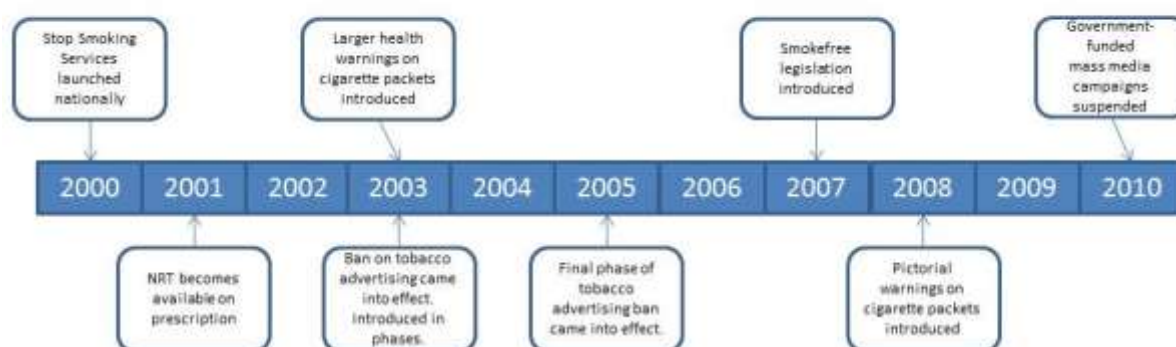 Stop Smoking
Services
launched
nationally
Larger health
warnings on
cigarette packets
introduced
Smokefree
legislation
introduced
Government-
funded
mass media
campaigns
suspended
2000 2001 2002 2003 2004 2005 2006 2007 2008 2009 2010
NRT becomes
available on
prescription
Ban on tobacco
advertising came
into effect.
Introduced in
phases.
Final phase of
tobacco
advertising ban
came into effect.
Pictorial
warnings on
cigarette packets
introduced